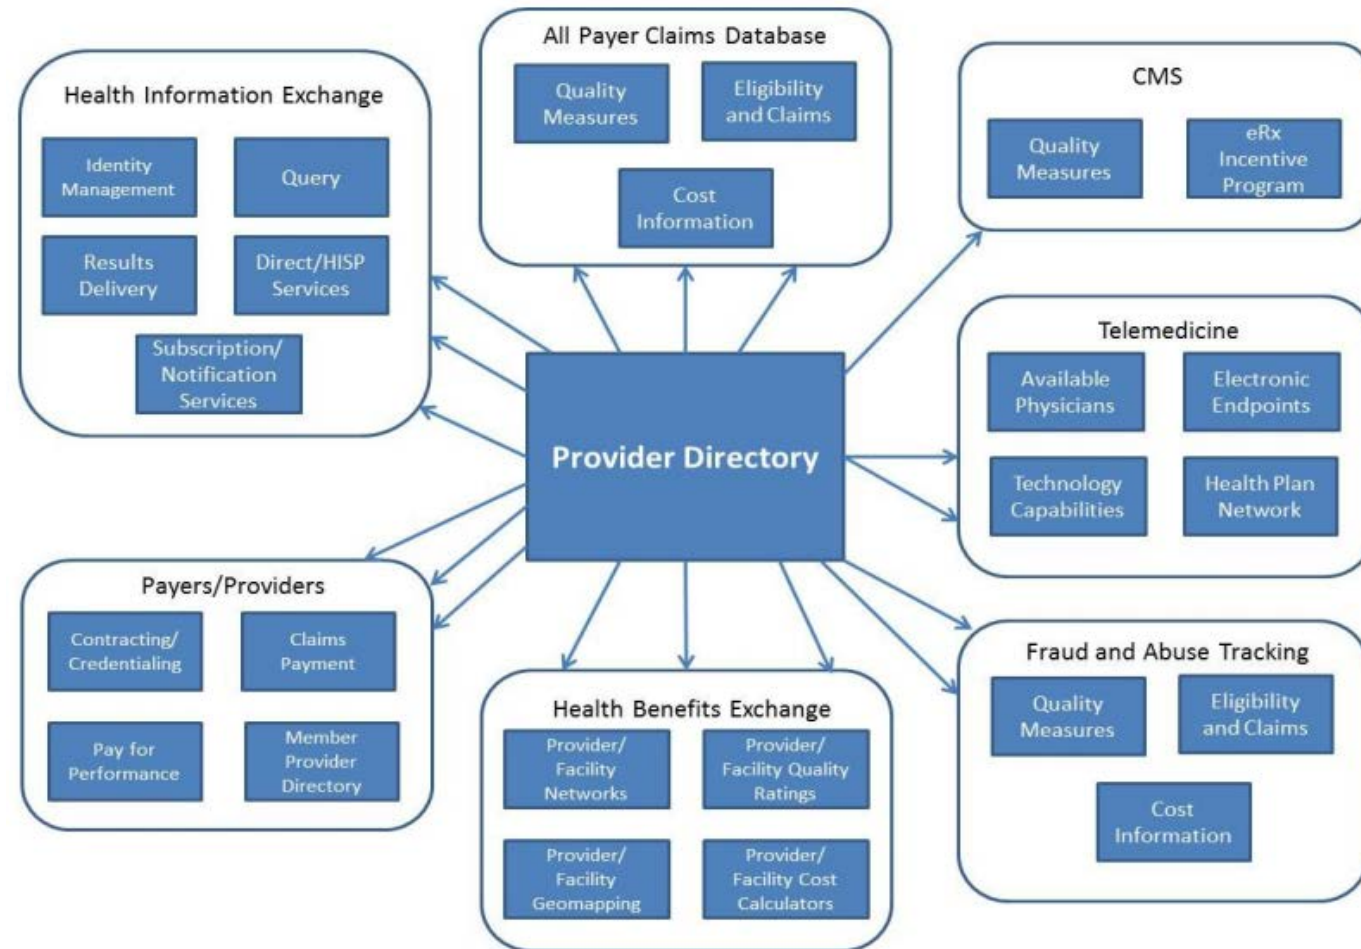 All Payer Claims Database
Quality
Measures
Eligibility
and Claims
Cost
Information
Health Information Exchange
Identity
Management
Query
Results
Delivery
Direct/HISP
Services
Subscription/
Notification
Services
CMS
Quality
Measures
eRx
Incentive
Program
Telemedicine
Available
Physicians
Electronic
Endpoints
Technology
Capabilities
Health Plan
Network
Provider Directory
Payers/Providers
Contracting/
Credentialing
Claims
Payment
Pay for
Performance
Member
Provider
Directory
Health Benefits Exchange
Provider/
Facility
Networks
Provider/
Facility Quality
Ratings
Provider/
Facility
Geomapping
Provider/
Facility Cost
Calculators
Fraud and Abuse Tracking
Quality
Measures
Eligibility
and Claims
Cost
Information